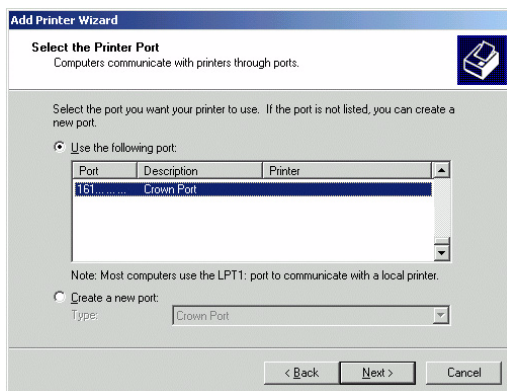 Add Printer Wizard
Select the Printer Port
Computers communicate with printers through ports.
Select the port you want your printer to use. If the port is not listed, you can create a
new port.
Use the following port:
Port Description Printer
161... ... ... Crown Port
Note: Most computers use the LPT1: port to communicate with a local printer.
Create a new port:
Type: Crown Port
< Back Next > Cancel